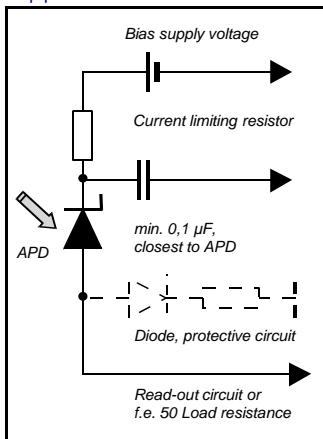 Bias supply voltage
Current limiting resistor
min. 0,1 µF,
closest to APD
APD
Diode, protective circuit
Read-out circuit or
f.e. 50 Load resistance